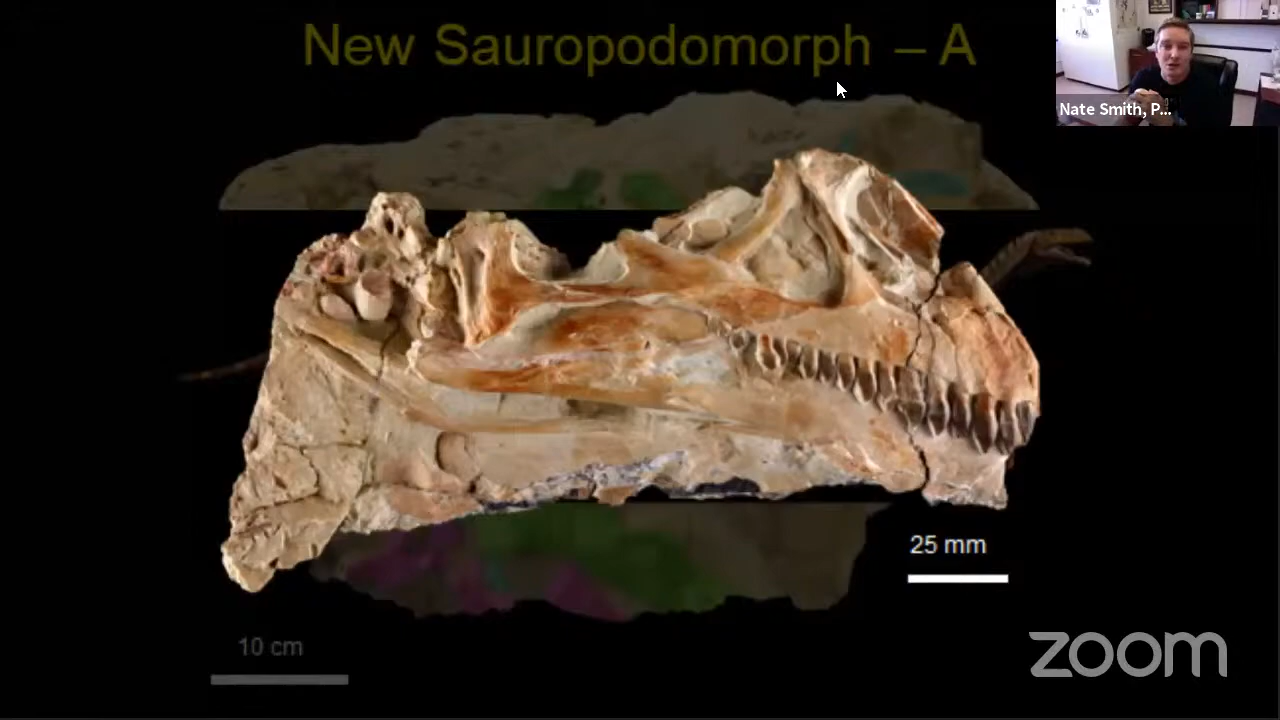 New Sauropodomorph – A
Nate Smith, P...
25 mm
10 cm
zoom